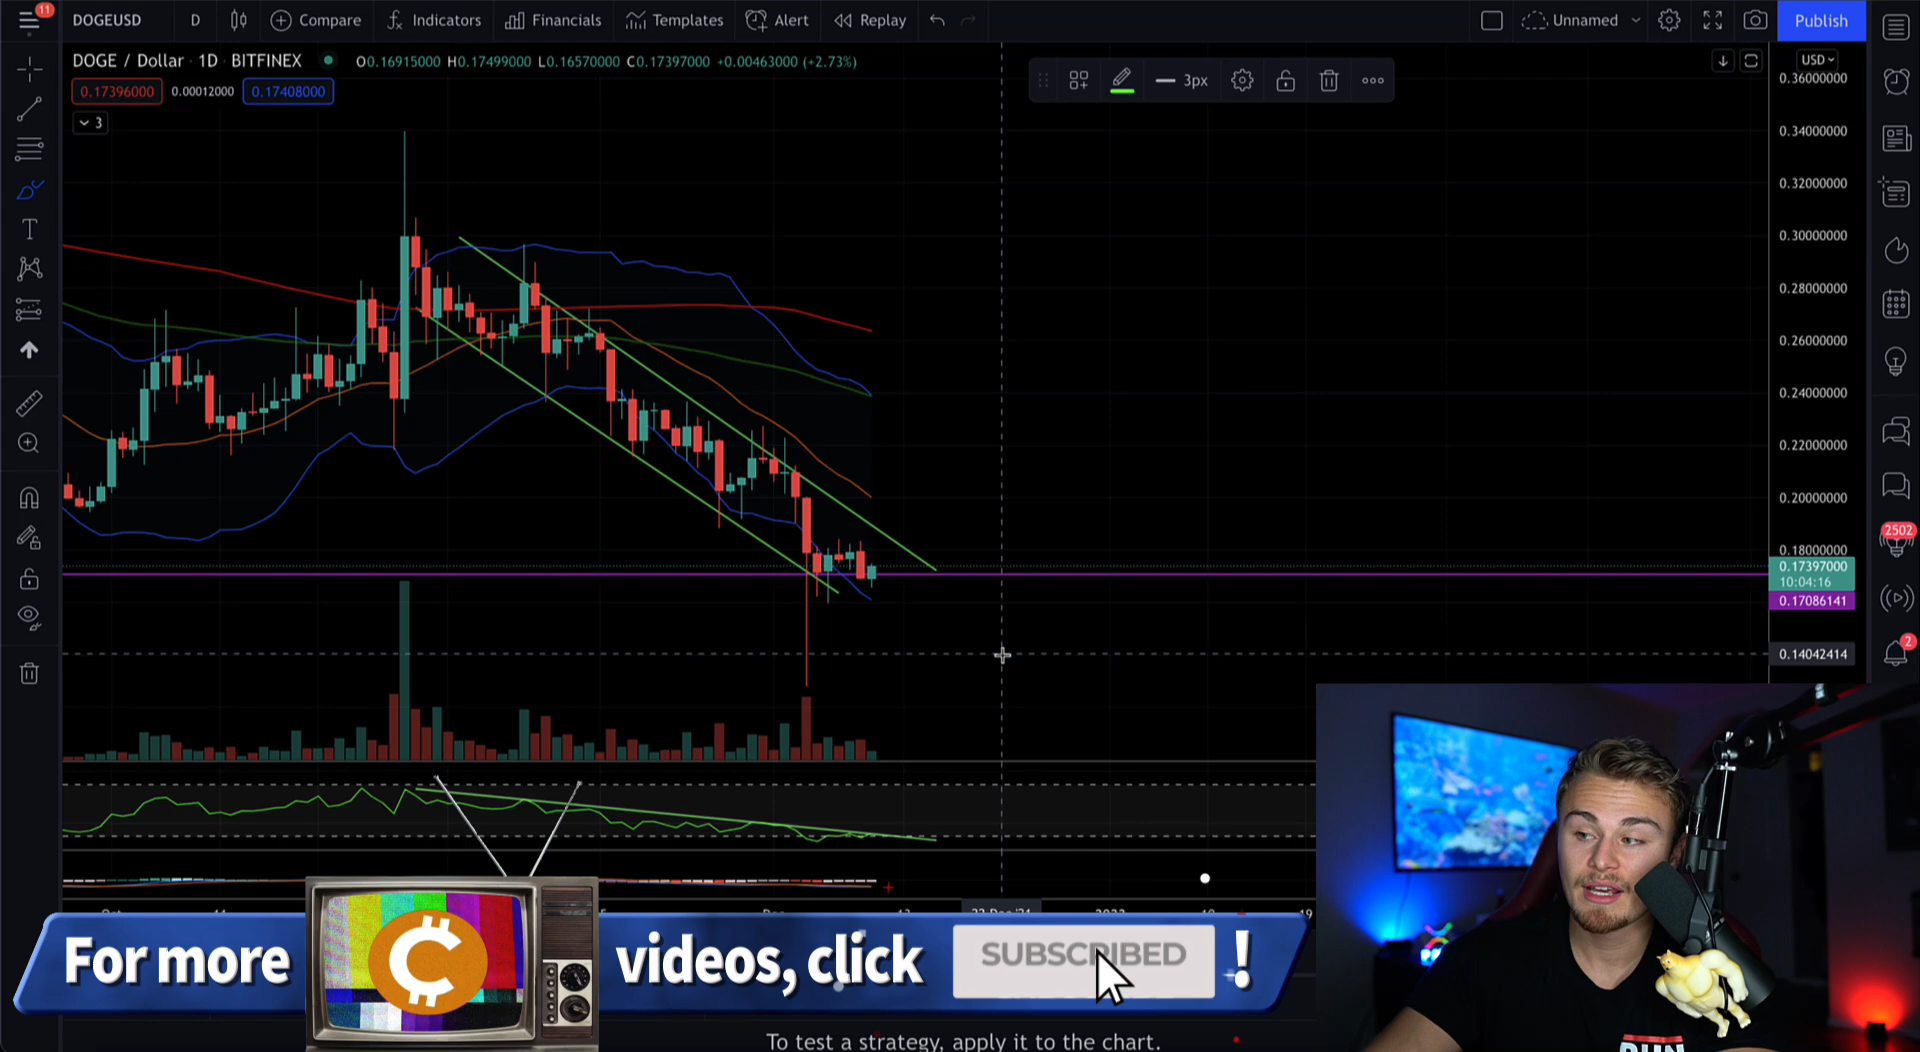 11
DOGEUSD D Compare Indicators Financials Templates Alert Replay Unnamed Publish
DOGE / Dollar 1D BITFINEX O0.16915000 H0.17499000 L0.16570000 C0.17397000 +0.00463000 (+2.73%)
0.17396000 0.00012000 0.17408000
3
3px
USD
0.36000000
0.34000000
0.32000000
0.30000000
0.28000000
0.26000000
0.24000000
0.22000000
0.20000000
0.18000000
0.17397000
10:04:16
0.17086141
0.14042414
2502
2
For more videos, click SUBSCRIBED !
To test a strategy, apply it to the chart.